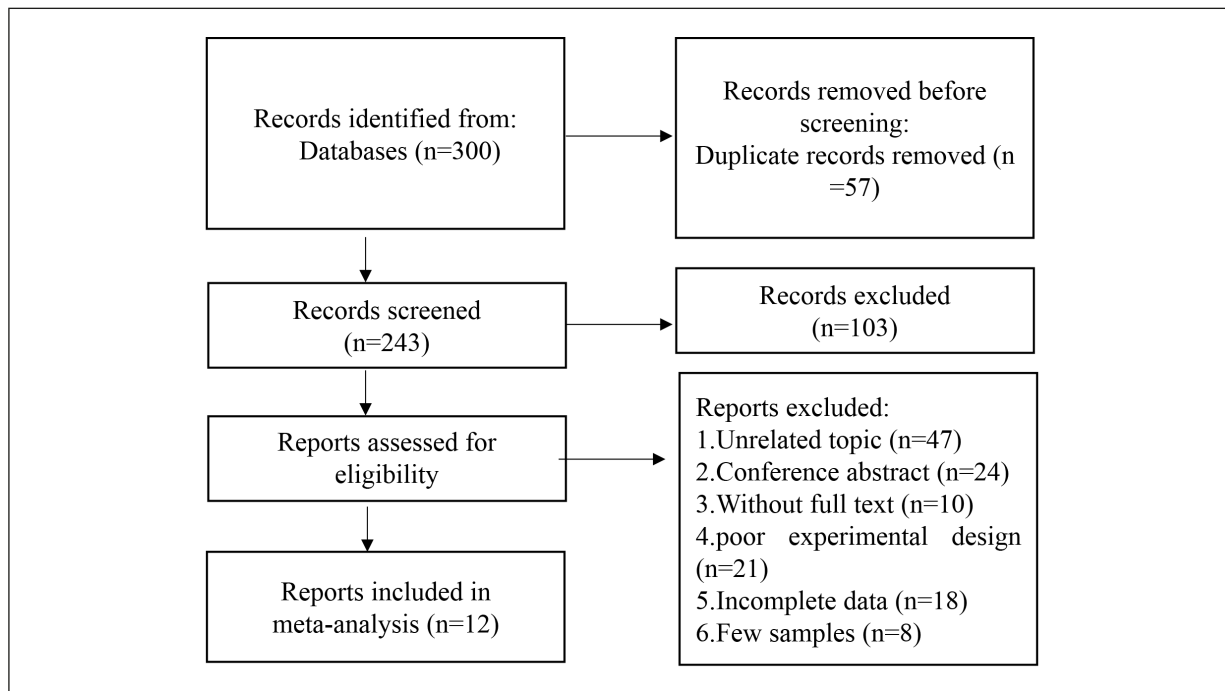 Records identified from:
Databases (n=300)
Records removed before
screening:
Duplicate records removed (n
=57)
Records screened
(n=243)
Records excluded
(n=103)
Reports assessed for
eligibility
Reports excluded:
1.Unrelated topic (n=47)
2.Conference abstract (n=24)
3.Without full text (n=10)
4.poor experimental design
(n=21)
5.Incomplete data (n=18)
6.Few samples (n=8)
Reports included in
meta-analysis (n=12)